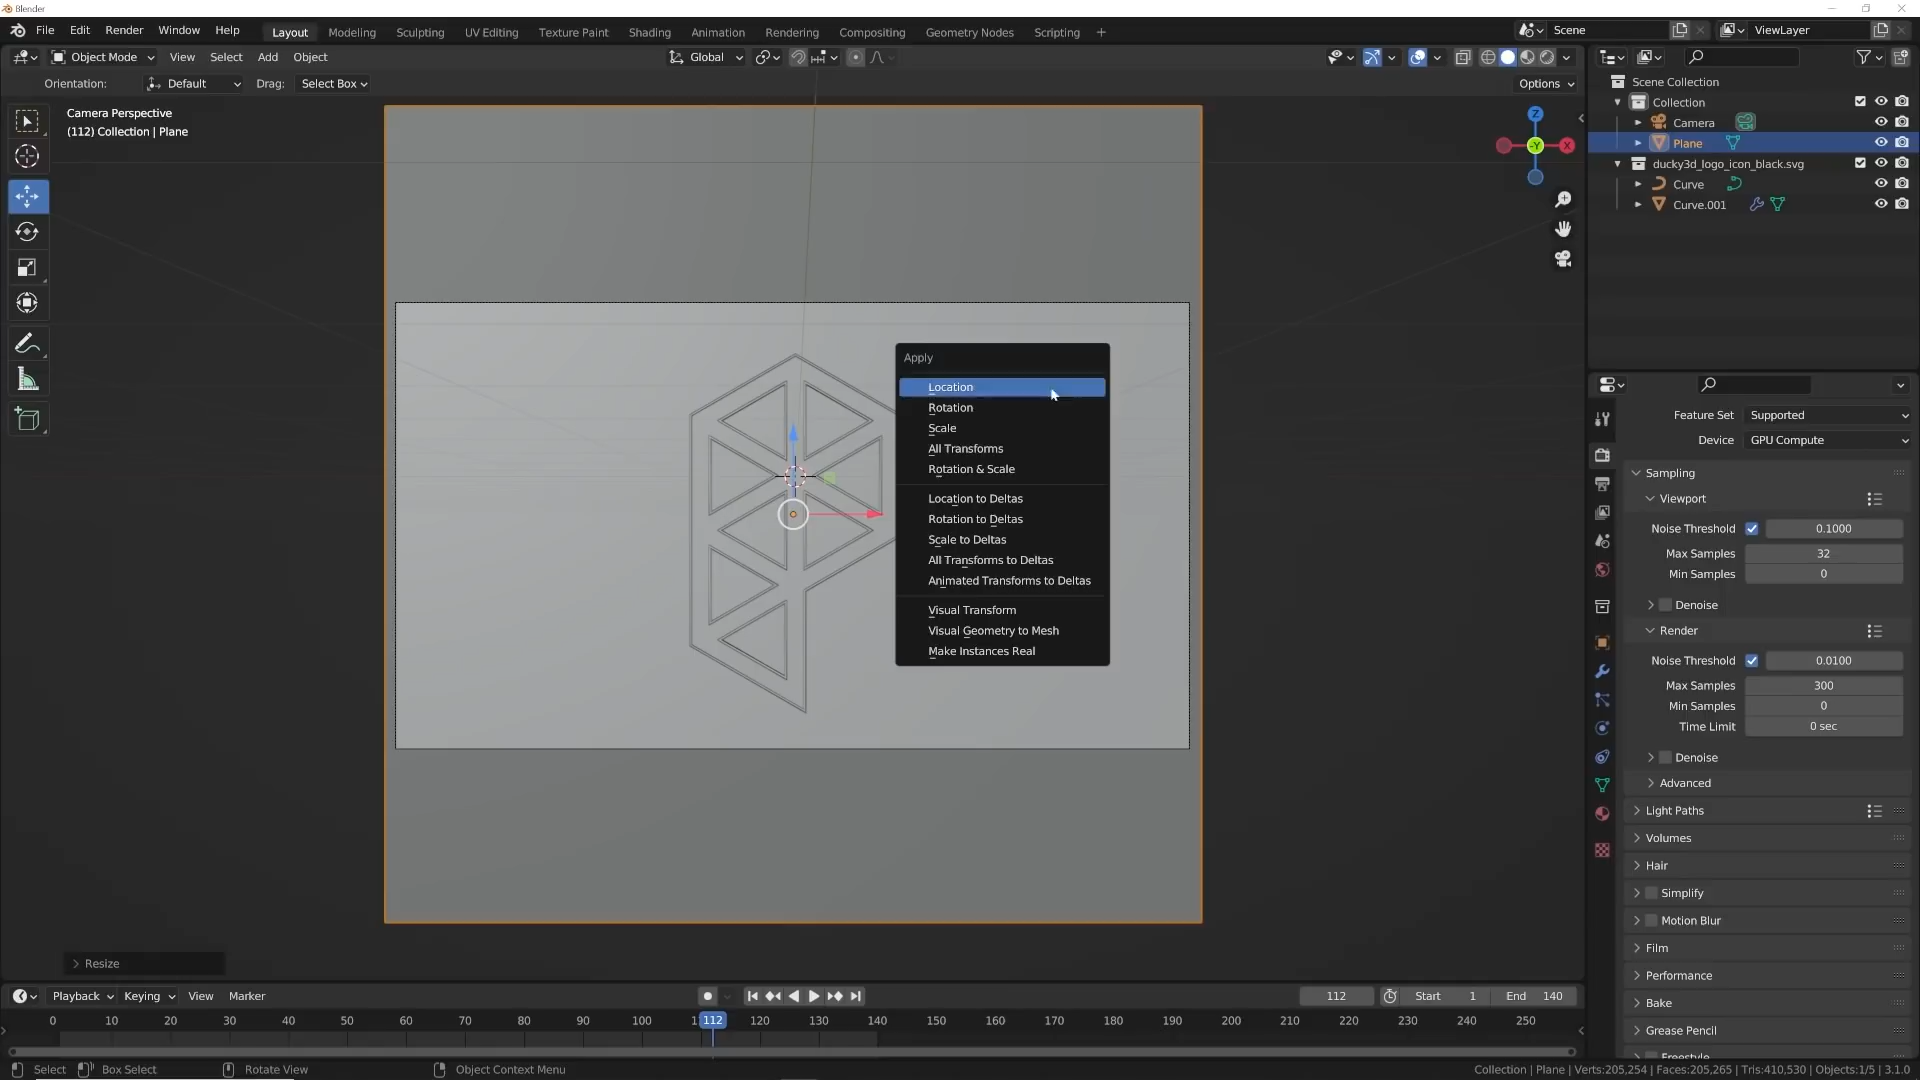 Blender
File Edit Render Window Help Layout Modeling Sculpting UV Editing Texture Paint Shading Animation Rendering Compositing Geometry Nodes Scripting + Scene ViewLayer
Object Mode View Select Add Object Global
Orientation: Default Drag: Select Box Options
Camera Perspective
(112) Collection | Plane
Z
-Y
X
Scene Collection
Collection
Camera
Plane
ducky3d_logo_icon_black.svg
Curve
Curve.001
Apply
Location
Rotation
Scale
All Transforms
Rotation & Scale
Location to Deltas
Rotation to Deltas
Scale to Deltas
All Transforms to Deltas
Animated Transforms to Deltas
Visual Transform
Visual Geometry to Mesh
Make Instances Real
Feature Set Supported
Device GPU Compute
Sampling
Viewport
Noise Threshold 0.1000
Max Samples 32
Min Samples 0
Denoise
Render
Noise Threshold 0.0100
Max Samples 300
Min Samples 0
Time Limit 0 sec
Denoise
Advanced
Light Paths
Volumes
Hair
Simplify
Motion Blur
Film
Performance
Bake
Grease Pencil
Freestyle
Resize
Playback Keying View Marker 112 Start 1 End 140
0 10 20 30 40 50 60 70 80 90 100 112 120 130 140 150 160 170 180 190 200 210 220 230 240 250
Select Box Select Rotate View Object Context Menu Collection | Plane | Verts:205,254 | Faces:205,265 | Tris:410,530 | Objects:1/5 | 3.1.0